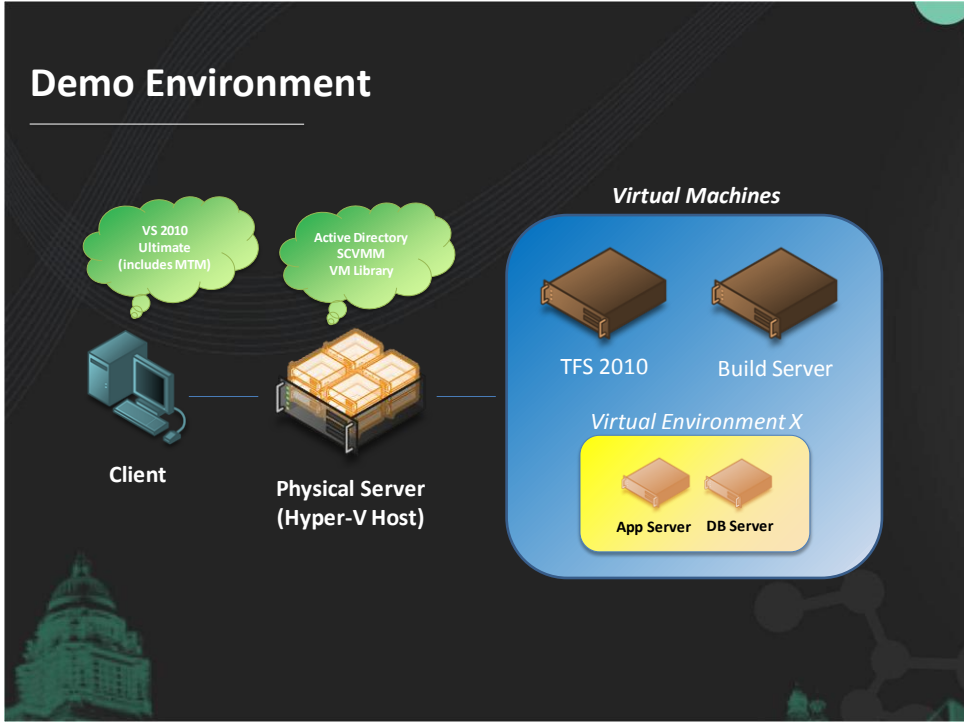 Demo Environment
VS 2010
Ultimate
(includes MTM)
Active Directory
SCVMM
VM Library
Client
Physical Server
(Hyper-V Host)
Virtual Machines
TFS 2010
Build Server
Virtual Environment X
App Server
DB Server